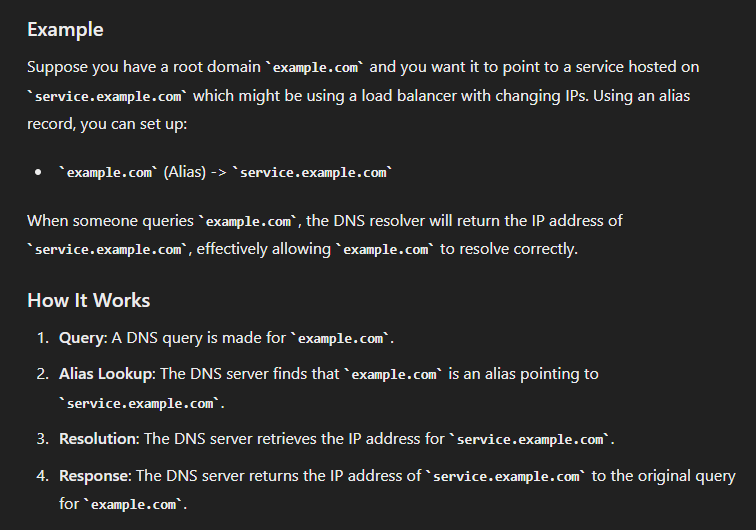 Example
Suppose you have a root domain `example.com` and you want it to point to a service hosted on
`service.example.com` which might be using a load balancer with changing IPs. Using an alias
record, you can set up:
• `example.com` (Alias) -> `service.example.com`
When someone queries `example.com`, the DNS resolver will return the IP address of
`service.example.com`, effectively allowing `example.com` to resolve correctly.
How It Works
1. Query: A DNS query is made for `example.com`.
2. Alias Lookup: The DNS server finds that `example.com` is an alias pointing to
`service.example.com`.
3. Resolution: The DNS server retrieves the IP address for `service.example.com`.
4. Response: The DNS server returns the IP address of `service.example.com` to the original query
for `example.com`.